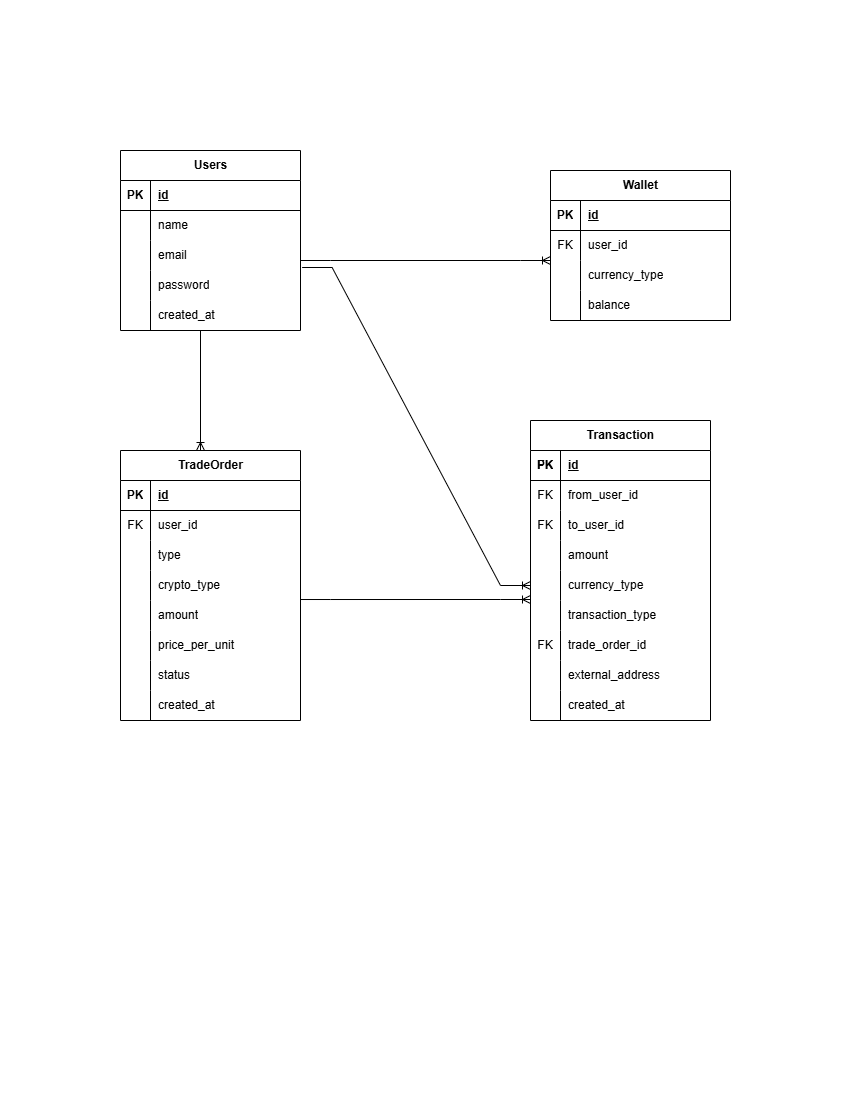 Users
PK id
name
email
password
created_at
Wallet
PK id
FK user_id
currency_type
balance
TradeOrder
PK id
FK user_id
type
crypto_type
amount
price_per_unit
status
created_at
Transaction
PK id
FK from_user_id
FK to_user_id
amount
currency_type
transaction_type
FK trade_order_id
external_address
created_at